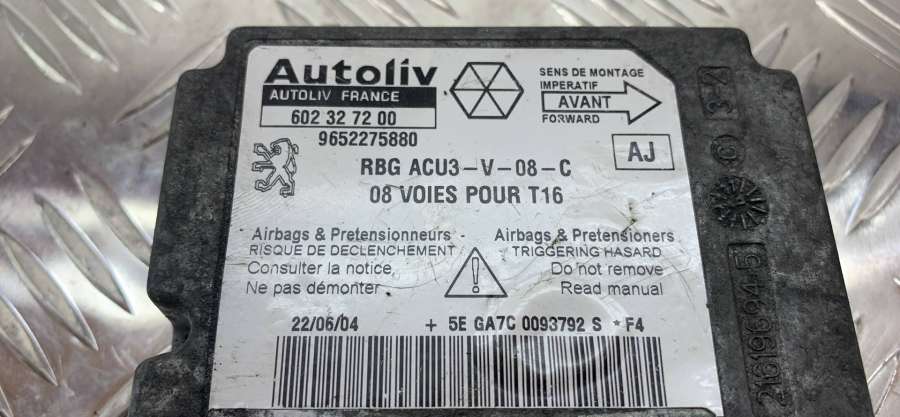 Autoliv
AUTOLIV FRANCE
602 32 72 00
9652275880
SENS DE MONTAGE
IMPERATIF
AVANT
FORWARD
AJ
RBG ACU3-V-08-C
08 VOIES POUR T16
Airbags & Pretensionneurs - Airbags & Pretensioners
RISQUE DE DECLENCHEMENT TRIGGERING HASARD
Consulter la notice, Do not remove
Ne pas démonter Read manual
22/06/04 + 5E GA7C 0093792 S *F4